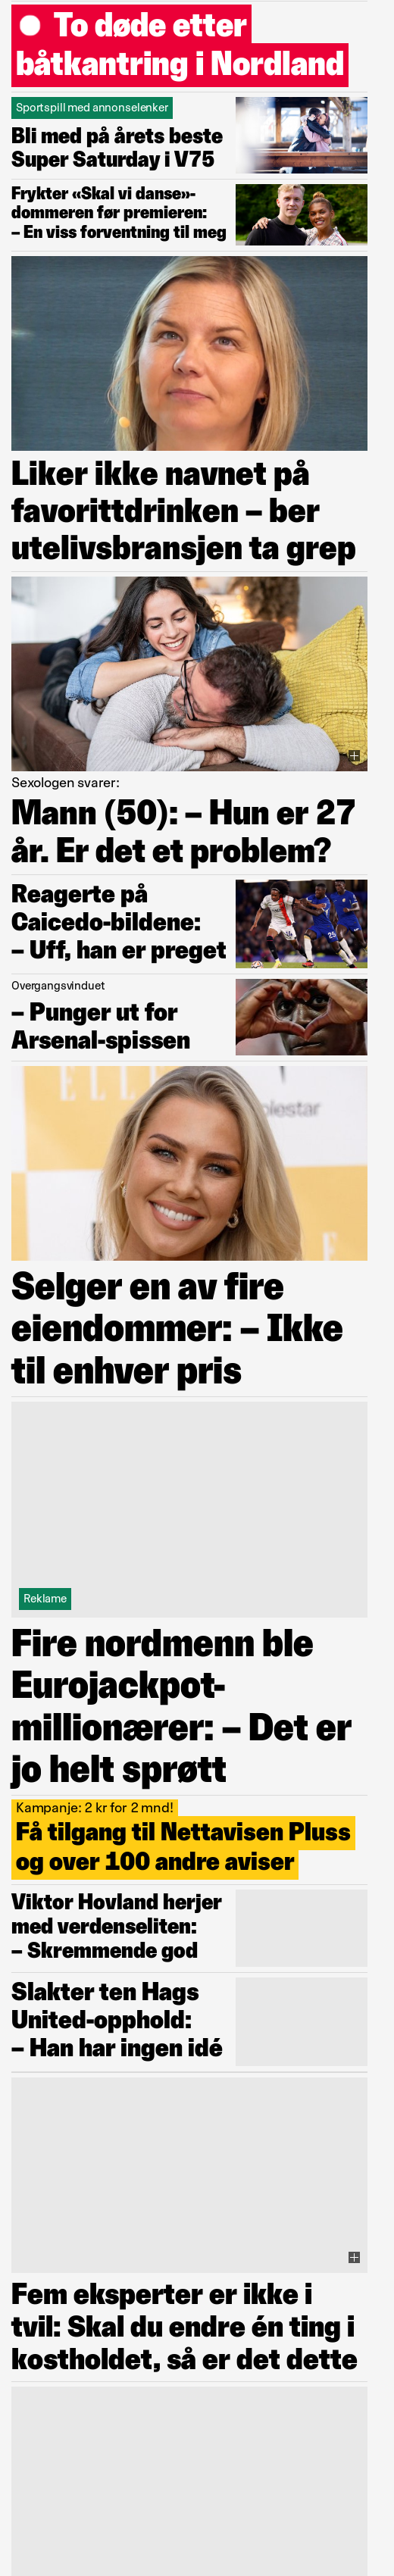 To døde etter
båtkantring i Nordland
Sportspill med annonselenker
Bli med på årets beste
Super Saturday i V75
Frykter «Skal vi danse»-
dommeren før premieren:
– En viss forventning til meg
Liker ikke navnet på
favorittdrinken – ber
utelivsbransjen ta grep
Sexologen svarer:
Mann (50): – Hun er 27
år. Er det et problem?
Reagerte på
Caicedo-bildene:
– Uff, han er preget
25
Overgangsvinduet
– Punger ut for
Arsenal-spissen
ELLE
olestar
E
Selger en av fire
eiendommer: – Ikke
til enhver pris
Reklame
Fire nordmenn ble
Eurojackpot-
millionærer: – Det er
jo helt sprøtt
Kampanje: 2 kr for 2 mnd!
Få tilgang til Nettavisen Pluss
og over 100 andre aviser
Viktor Hovland herjer
med verdenseliten:
– Skremmende god
Slakter ten Hags
United-opphold:
– Han har ingen idé
Fem eksperter er ikke i
tvil: Skal du endre én ting i
kostholdet, så er det dette